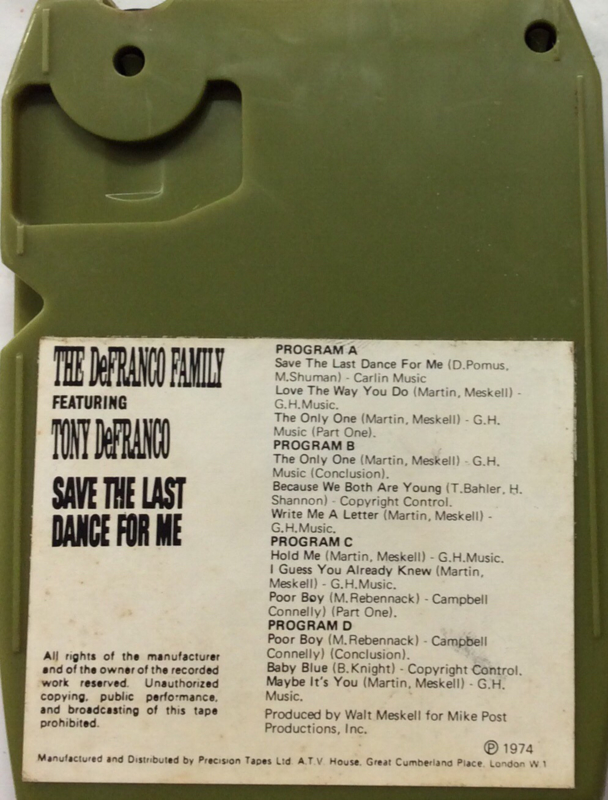 THE DeFRANCO FAMILY
FEATURING
TONY DeFRANCO
SAVE THE LAST
DANCE FOR ME
All rights of the manufacturer
and of the owner of the recorded
work reserved. Unauthorized
copying, public performance,
and broadcasting of this tape
prohibited.
PROGRAM A
Save The Last Dance For Me (D.Pomus,
M.Shuman) - Carlin Music
Love The Way You Do (Martin, Meskell) -
G.H.Music.
The Only One (Martin, Meskell) - G.H.
Music (Part One).
PROGRAM B
The Only One (Martin, Meskell) - G.H.
Music (Conclusion).
Because We Both Are Young (T.Bahler, H.
Shannon) - Copyright Control.
Write Me A Letter (Martin, Meskell) -
G.H.Music.
PROGRAM C
Hold Me (Martin, Meskell) - G.H.Music.
I Guess You Already Knew (Martin,
Meskell) - G.H.Music.
Poor Boy (M.Rebennack) - Campbell
Connelly) (Part One).
PROGRAM D
Poor Boy (M.Rebennack) - Campbell
Connelly) (Conclusion).
Baby Blue (B.Knight) - Copyright Control.
Maybe It's You (Martin, Meskell) - G.H.
Music.
Produced by Walt Meskell for Mike Post
Productions, Inc.
Ⓟ 1974
Manufactured and Distributed by Precision Tapes Ltd. A.T.V. House, Great Cumberland Place, London W.1